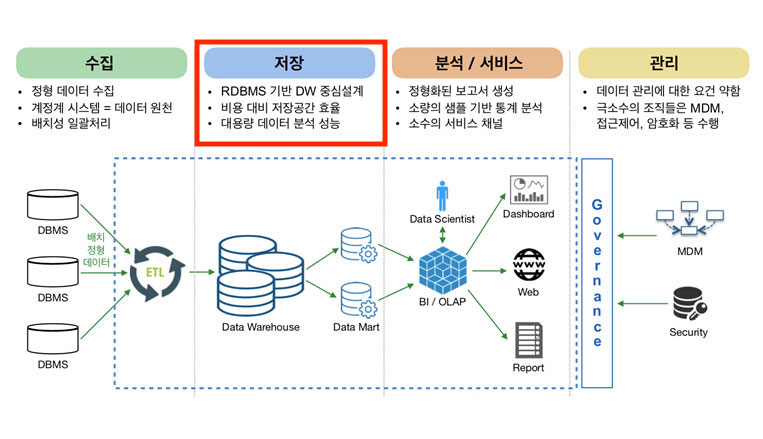 수집
• 정형 데이터 수집
• 계정계 시스템 = 데이터 원천
• 배치성 일괄처리
저장
• RDBMS 기반 DW 중심설계
• 비용 대비 저장공간 효율
• 대용량 데이터 분석 성능
분석 / 서비스
• 정형화된 보고서 생성
• 소량의 샘플 기반 통계 분석
• 소수의 서비스 채널
관리
• 데이터 관리에 대한 요건 약함
• 극소수의 조직들은 MDM,
접근제어, 암호화 등 수행
DBMS
DBMS
DBMS
배치
정형
데이터
ETL
Data Warehouse
Data Mart
Data Scientist
BI / OLAP
Dashboard
WWW
Web
Report
Governance
MDM
Security